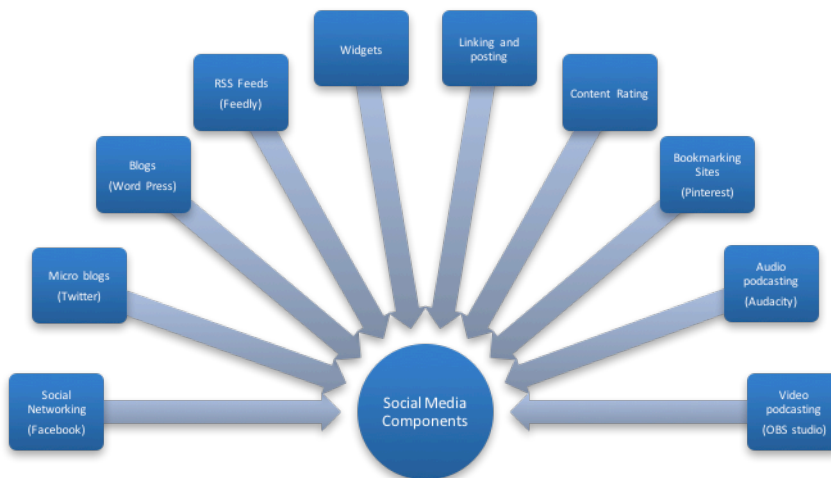 Widgets
Linking and
posting
RSS Feeds
(Feedly)
Content Rating
Blogs
(Word Press)
Bookmarking
Sites
(Pinterest)
Micro blogs
(Twitter)
Audio
podcasting
(Audacity)
Social
Networking
(Facebook)
Social Media
Components
Video
podcasting
(OBS studio)